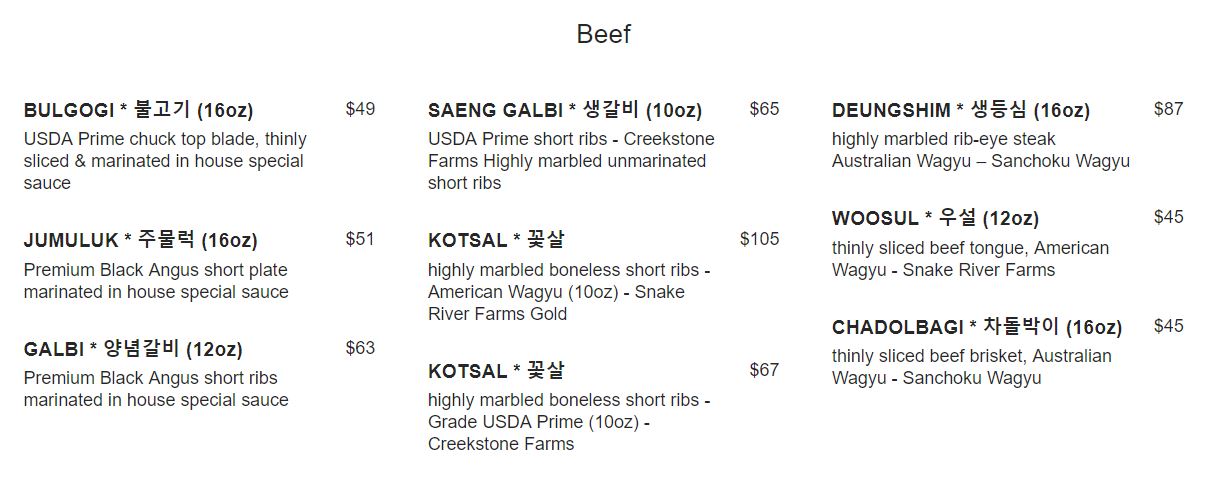 Beef
BULGOGI * 불고기 (16oz) $49
USDA Prime chuck top blade, thinly
sliced & marinated in house special
sauce
JUMULUK * 주물럭 (16oz) $51
Premium Black Angus short plate
marinated in house special sauce
GALBI * 양념갈비 (12oz) $63
Premium Black Angus short ribs
marinated in house special sauce
SAENG GALBI * 생갈비 (10oz) $65
USDA Prime short ribs - Creekstone
Farms Highly marbled unmarinated
short ribs
KOTSAL * 꽃살 $105
highly marbled boneless short ribs -
American Wagyu (10oz) - Snake
River Farms Gold
KOTSAL * 꽃살 $67
highly marbled boneless short ribs -
Grade USDA Prime (10oz) -
Creekstone Farms
DEUNGSHIM * 생등심 (16oz) $87
highly marbled rib-eye steak
Australian Wagyu – Sanchoku Wagyu
WOOSUL * 우설 (12oz) $45
thinly sliced beef tongue, American
Wagyu - Snake River Farms
CHADOLBAGI * 차돌박이 (16oz) $45
thinly sliced beef brisket, Australian
Wagyu - Sanchoku Wagyu